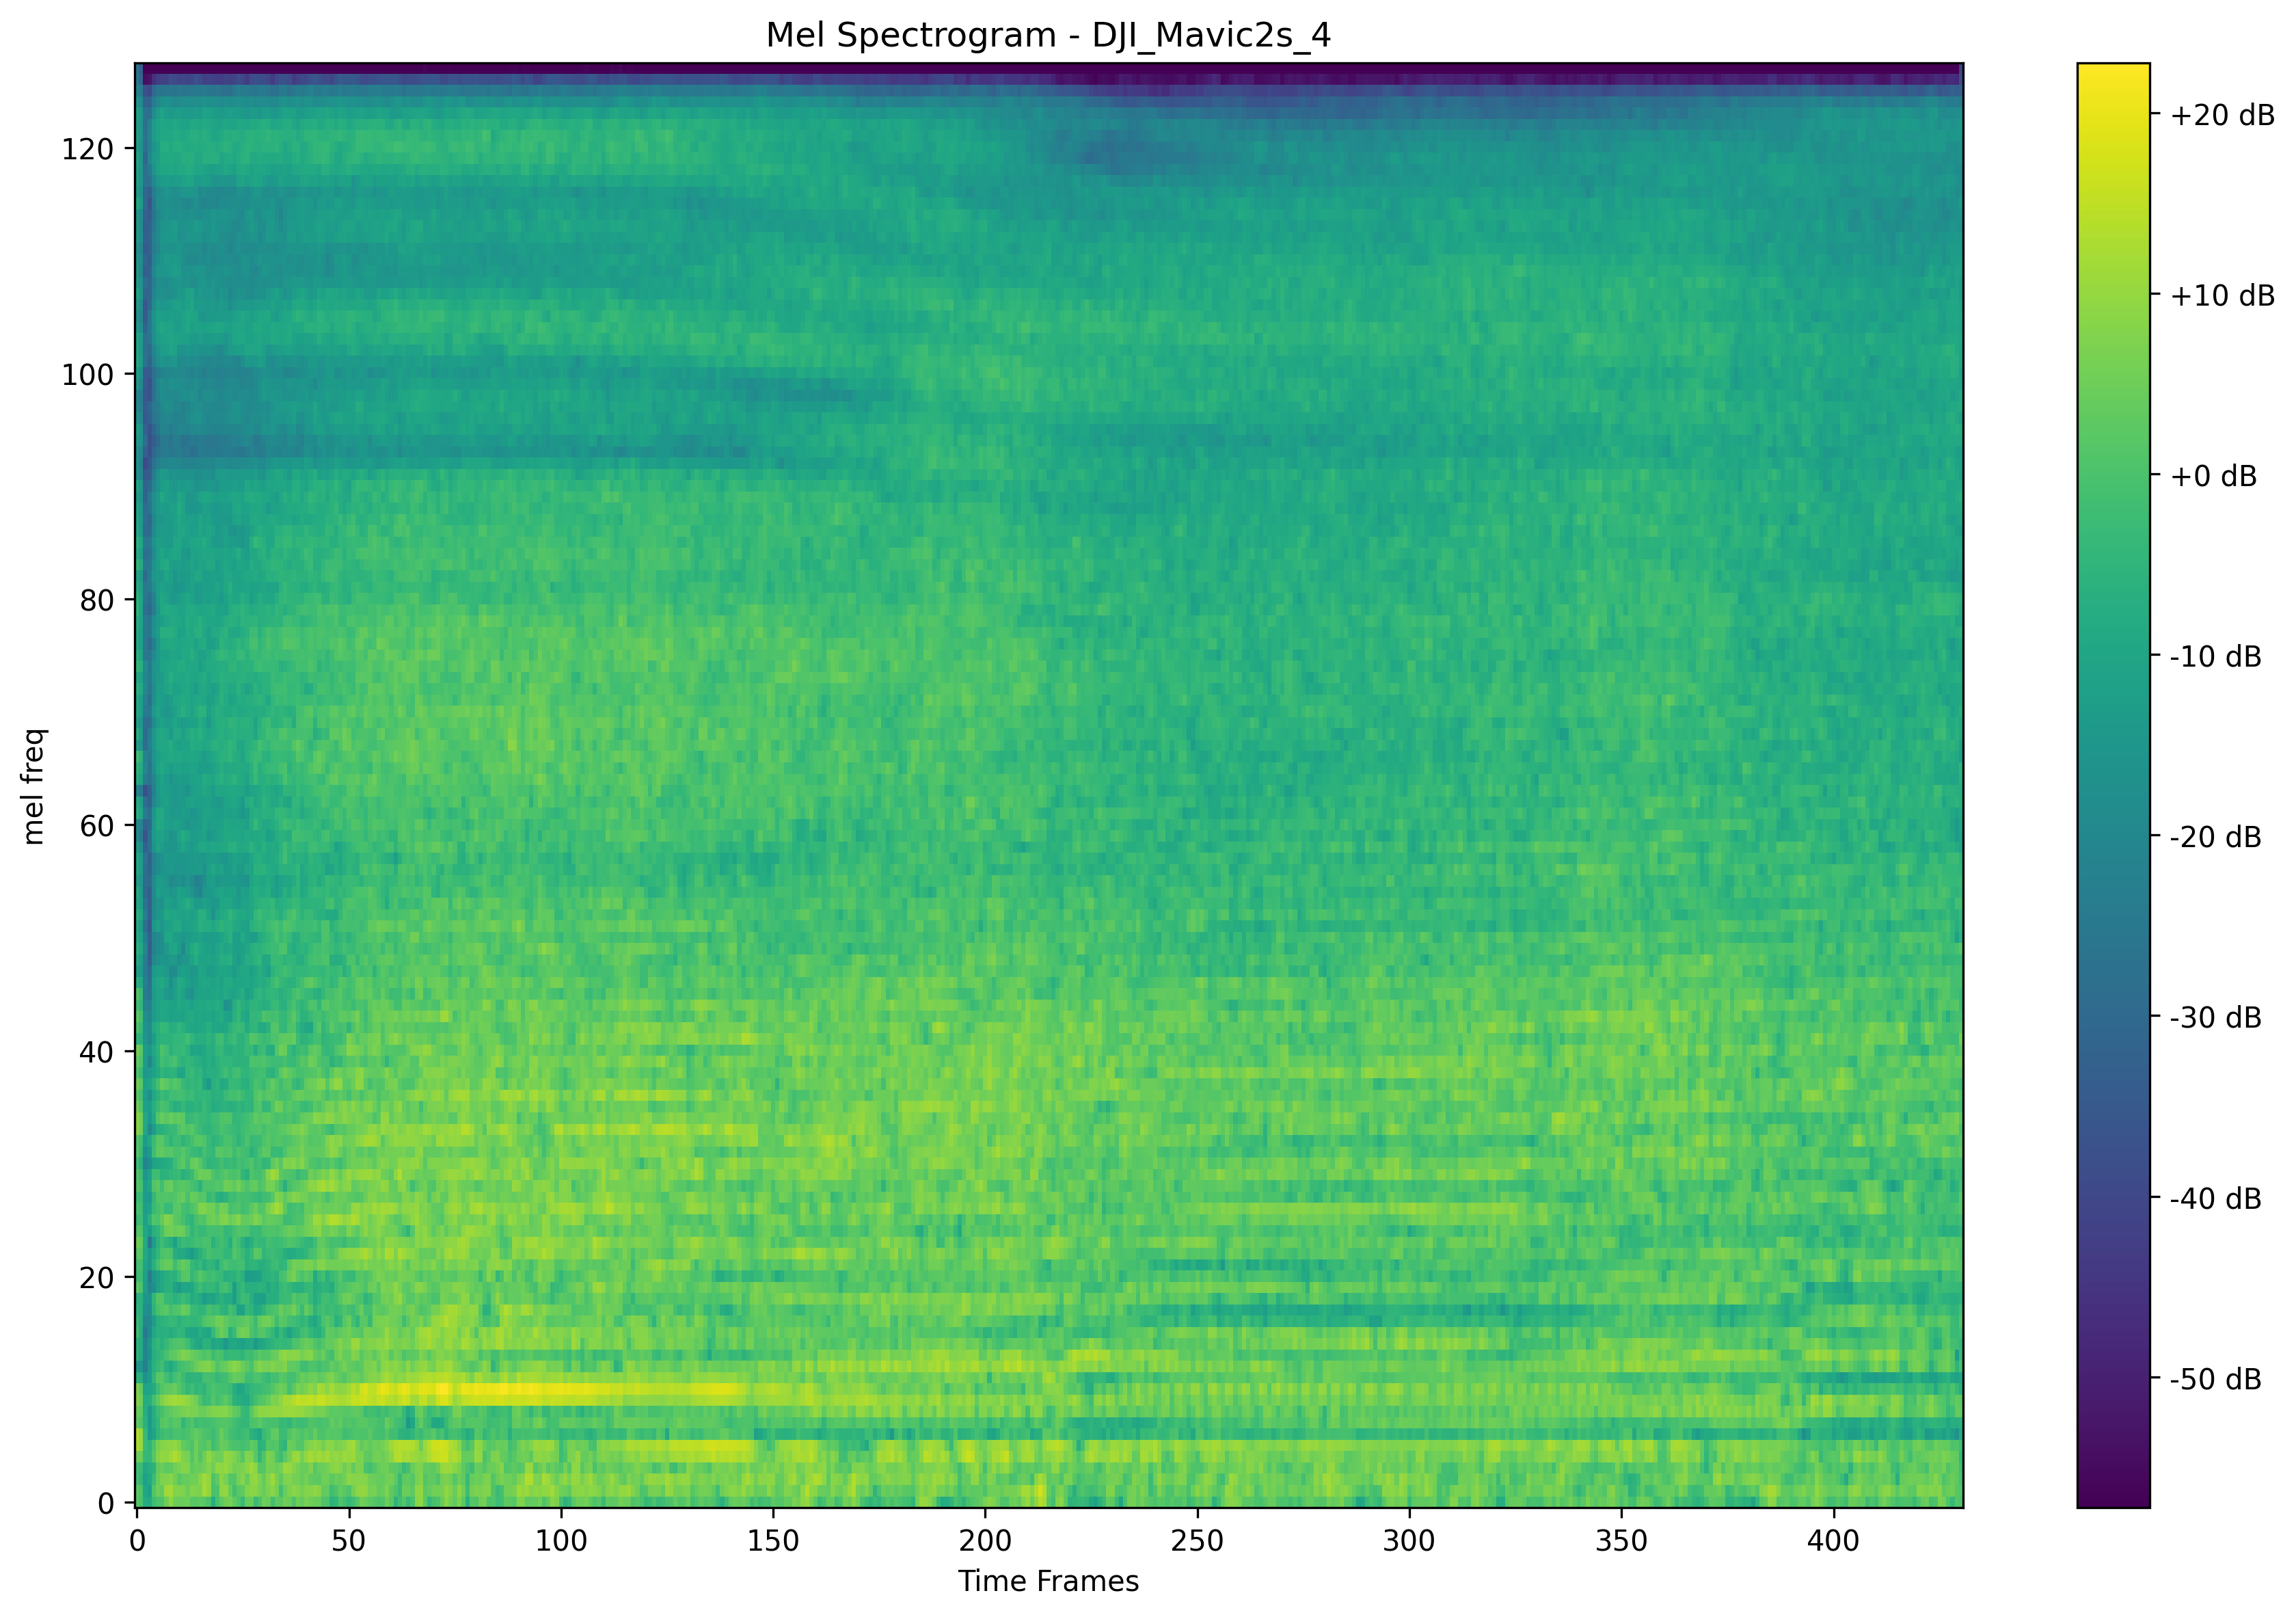 Mel Spectrogram - DJI_Mavic2s_4
mel freq
120
100
80
60
40
20
0
0 50 100 150 200 250 300 350 400
Time Frames
+20 dB
+10 dB
+0 dB
-10 dB
-20 dB
-30 dB
-40 dB
-50 dB